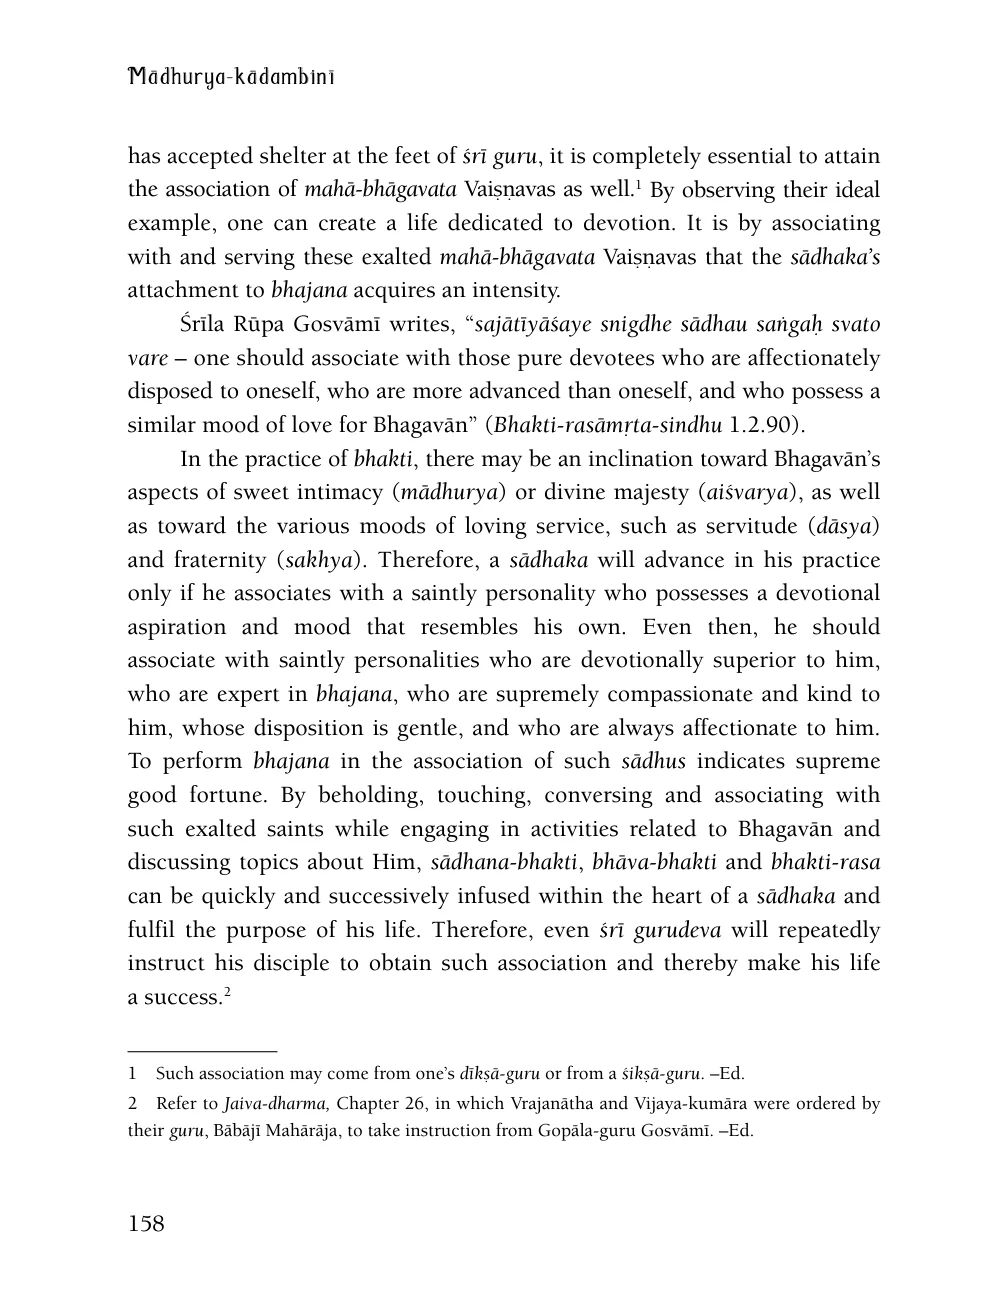 Mādhurya-kādambinī
has accepted shelter at the feet of śrī guru, it is completely essential to attain
the association of mahā-bhāgavata Vaiṣṇavas as well.¹ By observing their ideal
example, one can create a life dedicated to devotion. It is by associating
with and serving these exalted mahā-bhāgavata Vaiṣṇavas that the sādhaka’s
attachment to bhajana acquires an intensity.
Śrīla Rūpa Gosvāmī writes, “sajātīyāśaye snigdhe sādhau saṅgaḥ svato
vare – one should associate with those pure devotees who are affectionately
disposed to oneself, who are more advanced than oneself, and who possess a
similar mood of love for Bhagavān” (Bhakti-rasāmṛta-sindhu 1.2.90).
In the practice of bhakti, there may be an inclination toward Bhagavān’s
aspects of sweet intimacy (mādhurya) or divine majesty (aiśvarya), as well
as toward the various moods of loving service, such as servitude (dāsya)
and fraternity (sakhya). Therefore, a sādhaka will advance in his practice
only if he associates with a saintly personality who possesses a devotional
aspiration and mood that resembles his own. Even then, he should
associate with saintly personalities who are devotionally superior to him,
who are expert in bhajana, who are supremely compassionate and kind to
him, whose disposition is gentle, and who are always affectionate to him.
To perform bhajana in the association of such sādhus indicates supreme
good fortune. By beholding, touching, conversing and associating with
such exalted saints while engaging in activities related to Bhagavān and
discussing topics about Him, sādhana-bhakti, bhāva-bhakti and bhakti-rasa
can be quickly and successively infused within the heart of a sādhaka and
fulfil the purpose of his life. Therefore, even śrī gurudeva will repeatedly
instruct his disciple to obtain such association and thereby make his life
a success.²
1 Such association may come from one’s dīkṣā-guru or from a śikṣā-guru. –Ed.
2 Refer to Jaiva-dharma, Chapter 26, in which Vrajanātha and Vijaya-kumāra were ordered by
their guru, Bābājī Mahārāja, to take instruction from Gopāla-guru Gosvāmī. –Ed.
158